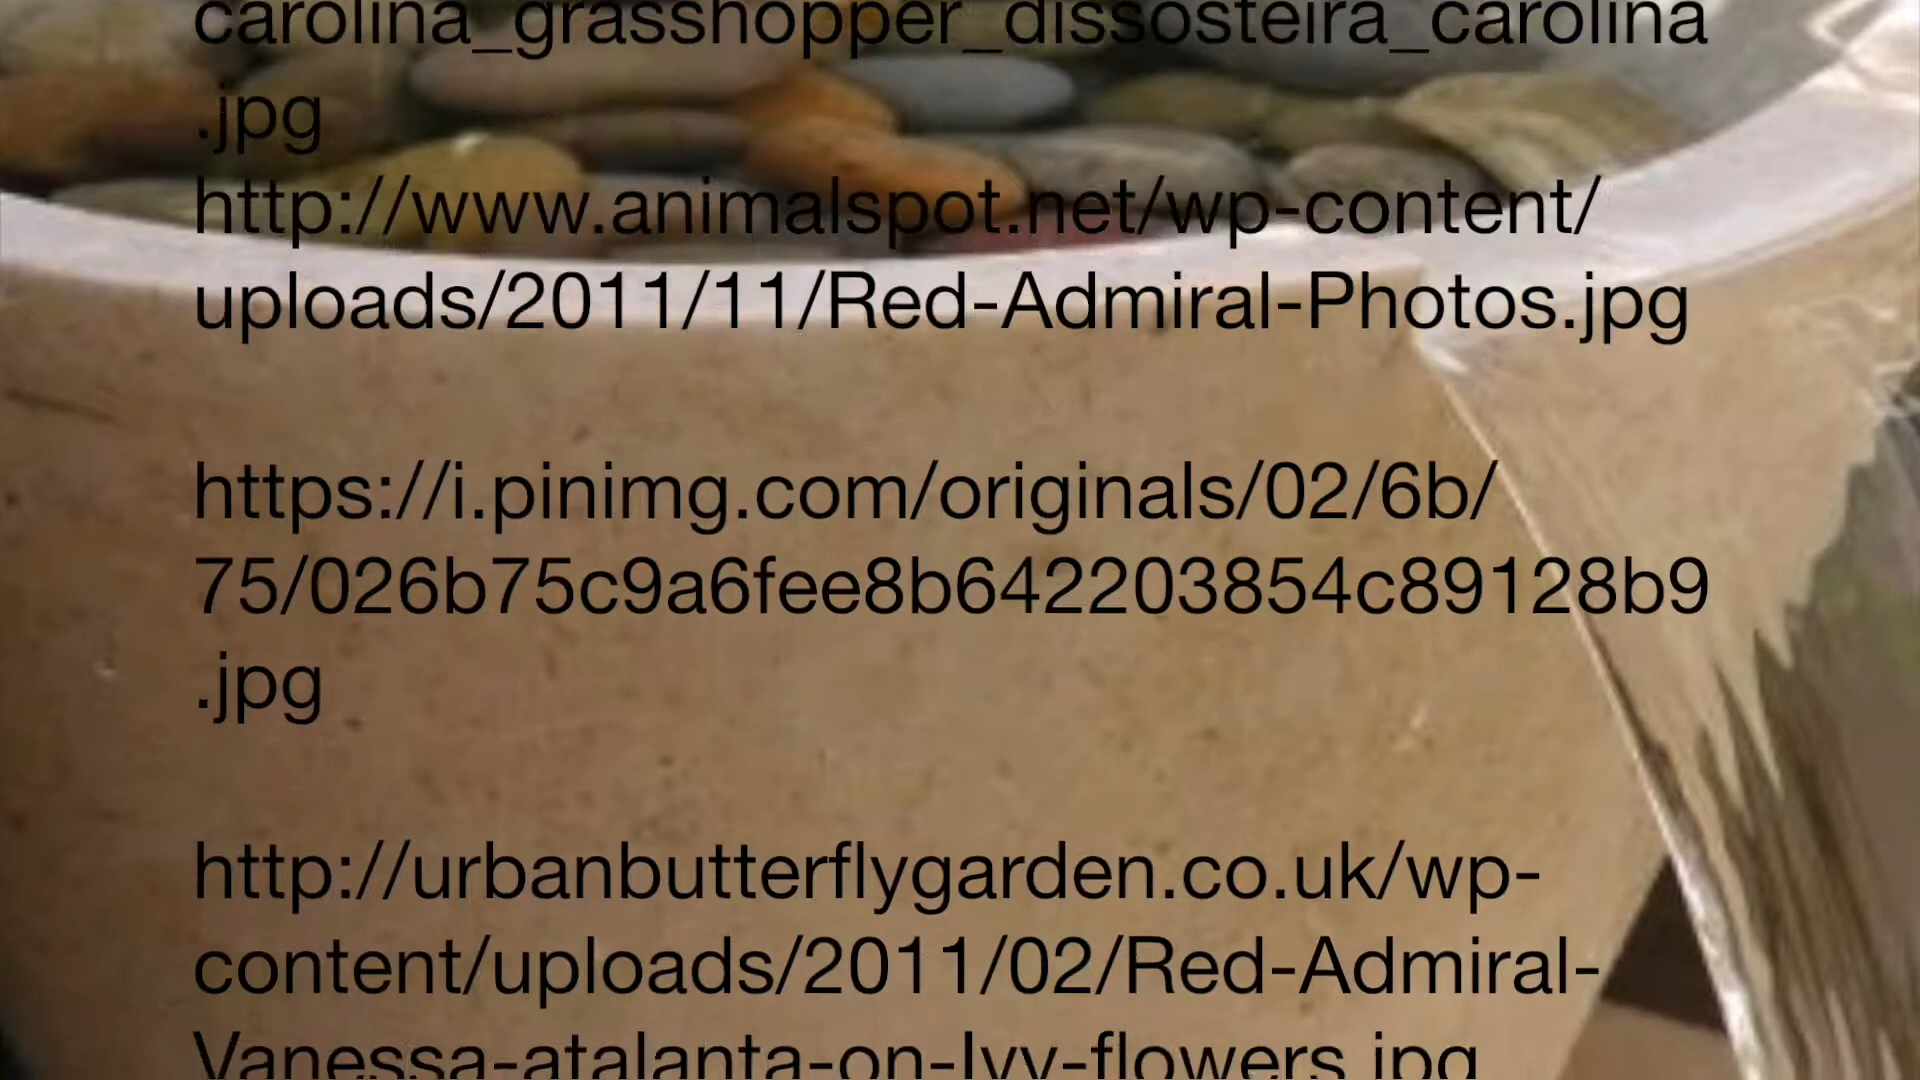 carolina_grasshopper_dissosteira_carolina
.jpg
http://www.animalspot.net/wp-content/
uploads/2011/11/Red-Admiral-Photos.jpg
https://i.pinimg.com/originals/02/6b/
75/026b75c9a6fee8b642203854c89128b9
.jpg
http://urbanbutterflygarden.co.uk/wp-
content/uploads/2011/02/Red-Admiral-
Vanessa-atalanta-on-Ivy-flowers.jpg